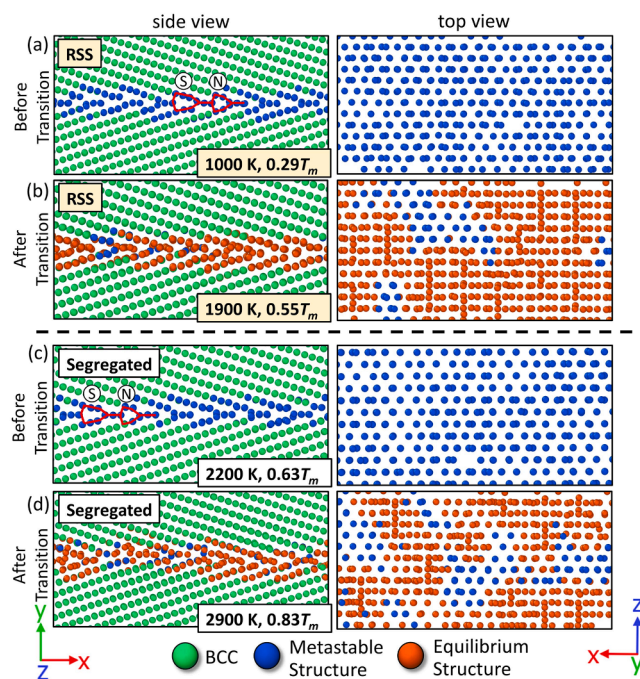 side view
top view
(a)
RSS
S N
Before
Transition
1000 K, 0.29Tm
(b)
RSS
After
Transition
1900 K, 0.55Tm
(c)
Segregated
S N
Before
Transition
2200 K, 0.63Tm
(d)
Segregated
After
Transition
2900 K, 0.83Tm
y
z
x
BCC
Metastable
Structure
Equilibrium
Structure
z
x
y